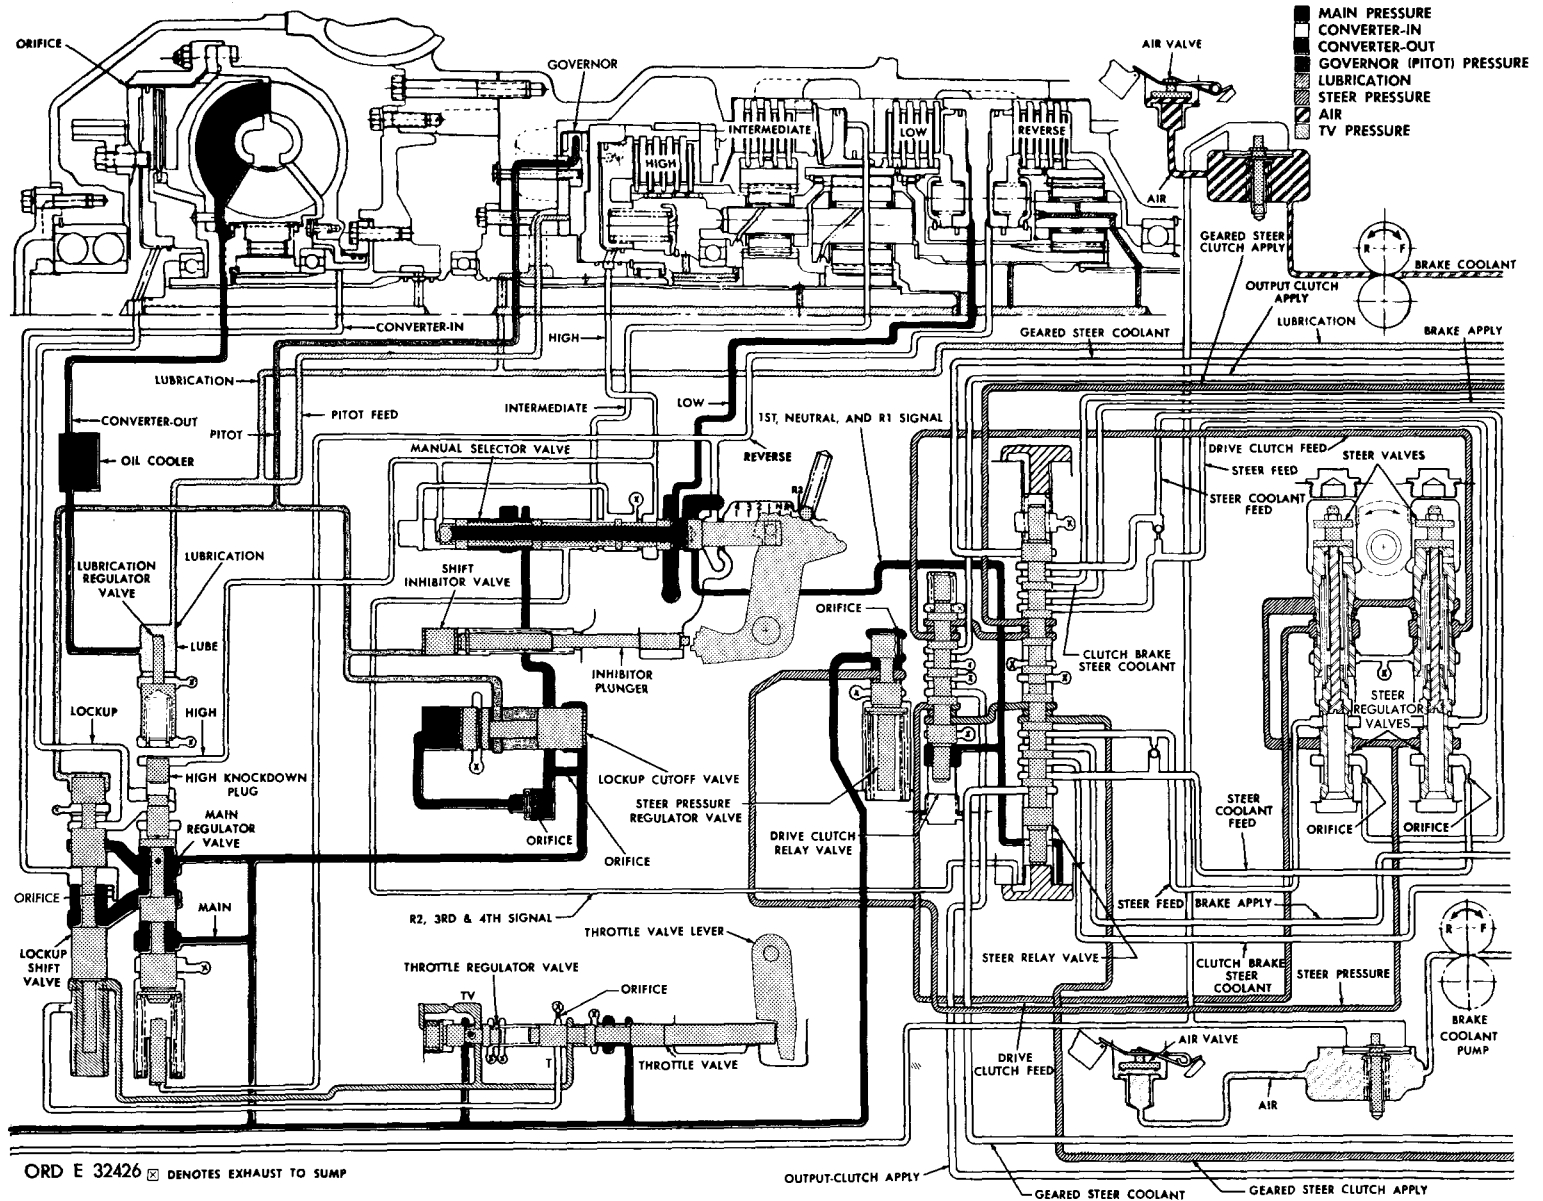 MAIN PRESSURE
CONVERTER-IN
CONVERTER-OUT
GOVERNOR (PITOT) PRESSURE
LUBRICATION
STEER PRESSURE
AIR
TV PRESSURE
ORIFICE
GOVERNOR
AIR VALVE
INTERMEDIATE
LOW
REVERSE
HIGH
AIR
GEARED STEER
CLUTCH APPLY
R F
BRAKE COOLANT
OUTPUT CLUTCH
APPLY
LUBRICATION
BRAKE APPLY
GEARED STEER COOLANT
CONVERTER-IN
HIGH
LUBRICATION
INTERMEDIATE
LOW
1ST, NEUTRAL, AND R1 SIGNAL
CONVERTER-OUT
PITOT FEED
PITOT
MANUAL SELECTOR VALVE
REVERSE
DRIVE CLUTCH FEED
STEER VALVES
OIL COOLER
STEER FEED
STEER COOLANT
FEED
X
4 3 2 1 N R1
R2
X
LUBRICATION
LUBRICATION
REGULATOR
VALVE
SHIFT
INHIBITOR VALVE
ORIFICE
X
LUBE
INHIBITOR
PLUNGER
CLUTCH BRAKE
STEER COOLANT
X
X
X
X
X
X
X
X
STEER
REGULATOR
VALVES
LOCKUP
HIGH
X
X
X
HIGH KNOCKDOWN
PLUG
LOCKUP CUTOFF VALVE
STEER PRESSURE
REGULATOR VALVE
X
MAIN
REGULATOR
VALVE
ORIFICE
ORIFICE
DRIVE CLUTCH
RELAY VALVE
STEER
COOLANT
FEED
ORIFICE
ORIFICE
ORIFICE
MAIN
R2, 3RD & 4TH SIGNAL
STEER FEED
BRAKE APPLY
R F
THROTTLE VALVE LEVER
LOCKUP
SHIFT
VALVE
X
THROTTLE REGULATOR VALVE
STEER RELAY VALVE
CLUTCH BRAKE
STEER
COOLANT
STEER PRESSURE
TV
ORIFICE
X
X
X X
T
THROTTLE VALVE
BRAKE
COOLANT
PUMP
AIR VALVE
DRIVE
CLUTCH FEED
AIR
ORD E 32426 X DENOTES EXHAUST TO SUMP
OUTPUT-CLUTCH APPLY
GEARED STEER COOLANT
GEARED STEER CLUTCH APPLY